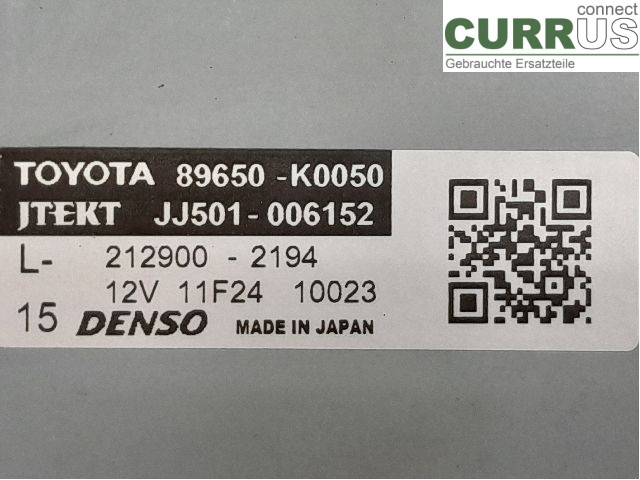 connect
CURRUS
Gebrauchte Ersatzteile
TOYOTA 89650-K0050
JTEKT JJ501-006152
L- 212900-2194
12V 11F24 10023
15 DENSO MADE IN JAPAN